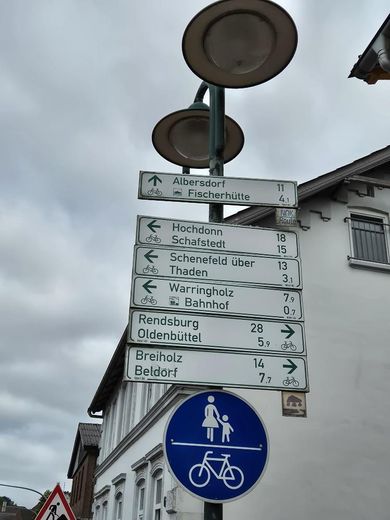 Albersdorf 11
Fischerhütte 4,1
Hochdonn 18
Schafstedt 15
Schenefeld über 13
Thaden 3,1
Warringholz 7,9
Bahnhof 0,7
Rendsburg 28
Oldenbüttel 5,9
Breiholz 14
Beldorf 7,7